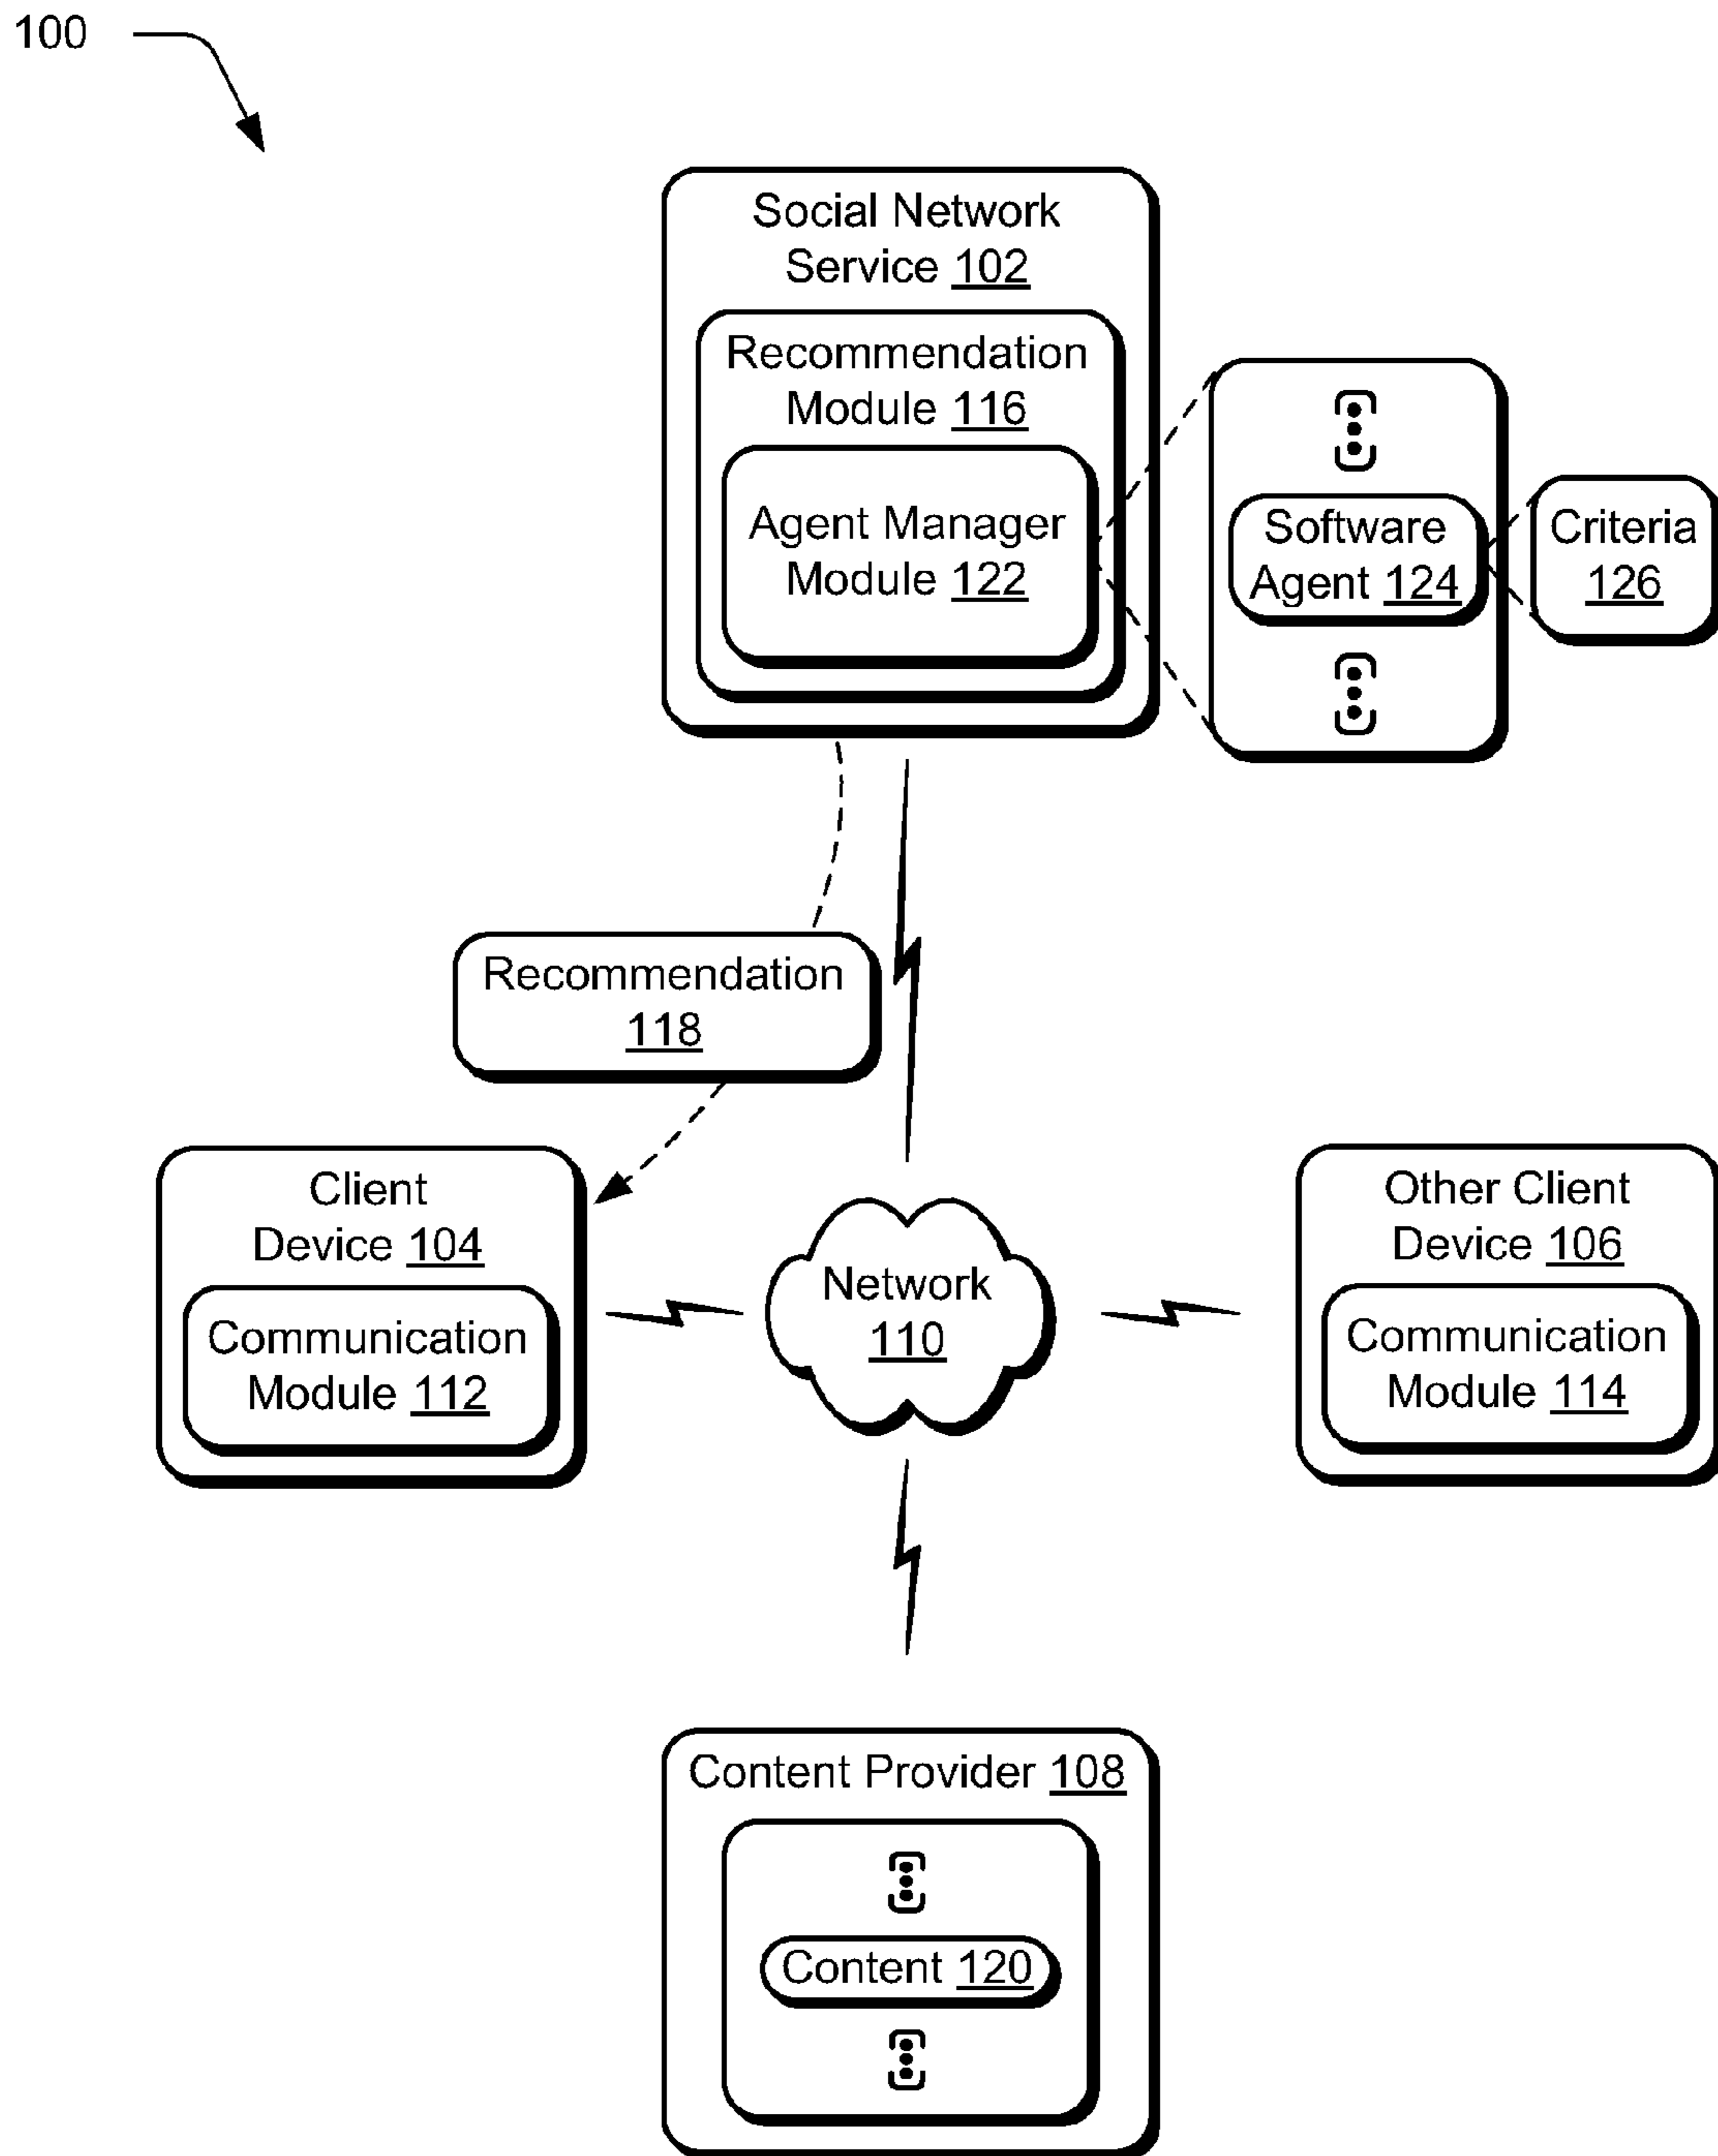 100
Social Network
Service 102
Recommendation
Module 116
Agent Manager
Module 122
Software
Agent 124
Criteria
126
Recommendation
118
Client
Device 104
Communication
Module 112
Network
110
Other Client
Device 106
Communication
Module 114
Content Provider 108
Content 120